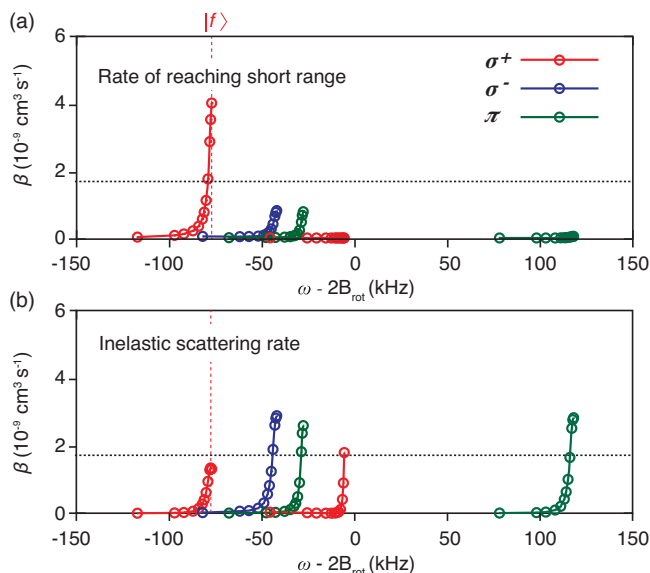 (a)
|f⟩
6
4
2
0
β (10⁻⁹ cm³ s⁻¹)
Rate of reaching short range
σ⁺
σ⁻
π
-150 -100 -50 0 50 100 150
ω - 2B_rot (kHz)
(b)
6
4
2
0
β (10⁻⁹ cm³ s⁻¹)
Inelastic scattering rate
-150 -100 -50 0 50 100 150
ω - 2B_rot (kHz)